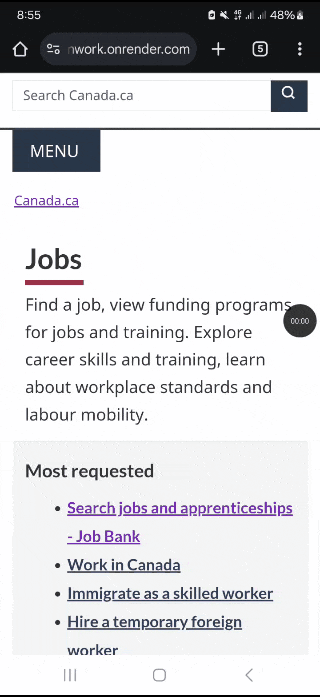 8:55
4G
48%
nwork.onrender.com
5
Search Canada.ca
MENU
Canada.ca
Jobs
Find a job, view funding programs
00:00
for jobs and training. Explore
career skills and training, learn
about workplace standards and
labour mobility.
Most requested
Search jobs and apprenticeships
- Job Bank
Work in Canada
Immigrate as a skilled worker
Hire a temporary foreign
worker